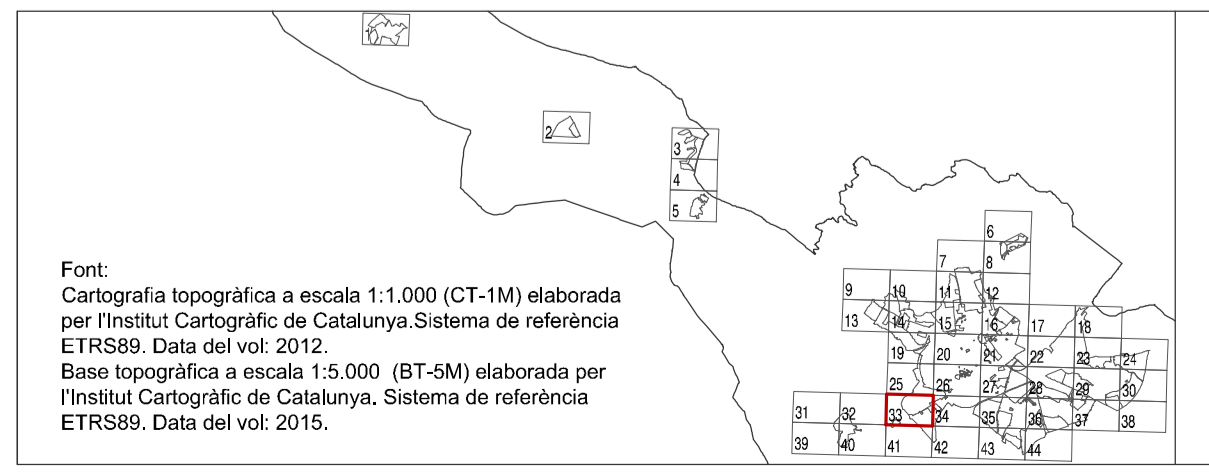 1
2
3
4
5
6
7 8
9 10 11 12
13 14 15 16 17 18
19 20 21 22 23 24
25 26 27 28 29 30
31 32 33 34 35 36 37 38
39 40 41 42 43 44
Font:
Cartografia topogràfica a escala 1:1.000 (CT-1M) elaborada
per l'Institut Cartogràfic de Catalunya.Sistema de referència
ETRS89. Data del vol: 2012.
Base topogràfica a escala 1:5.000 (BT-5M) elaborada per
l'Institut Cartogràfic de Catalunya. Sistema de referència
ETRS89. Data del vol: 2015.